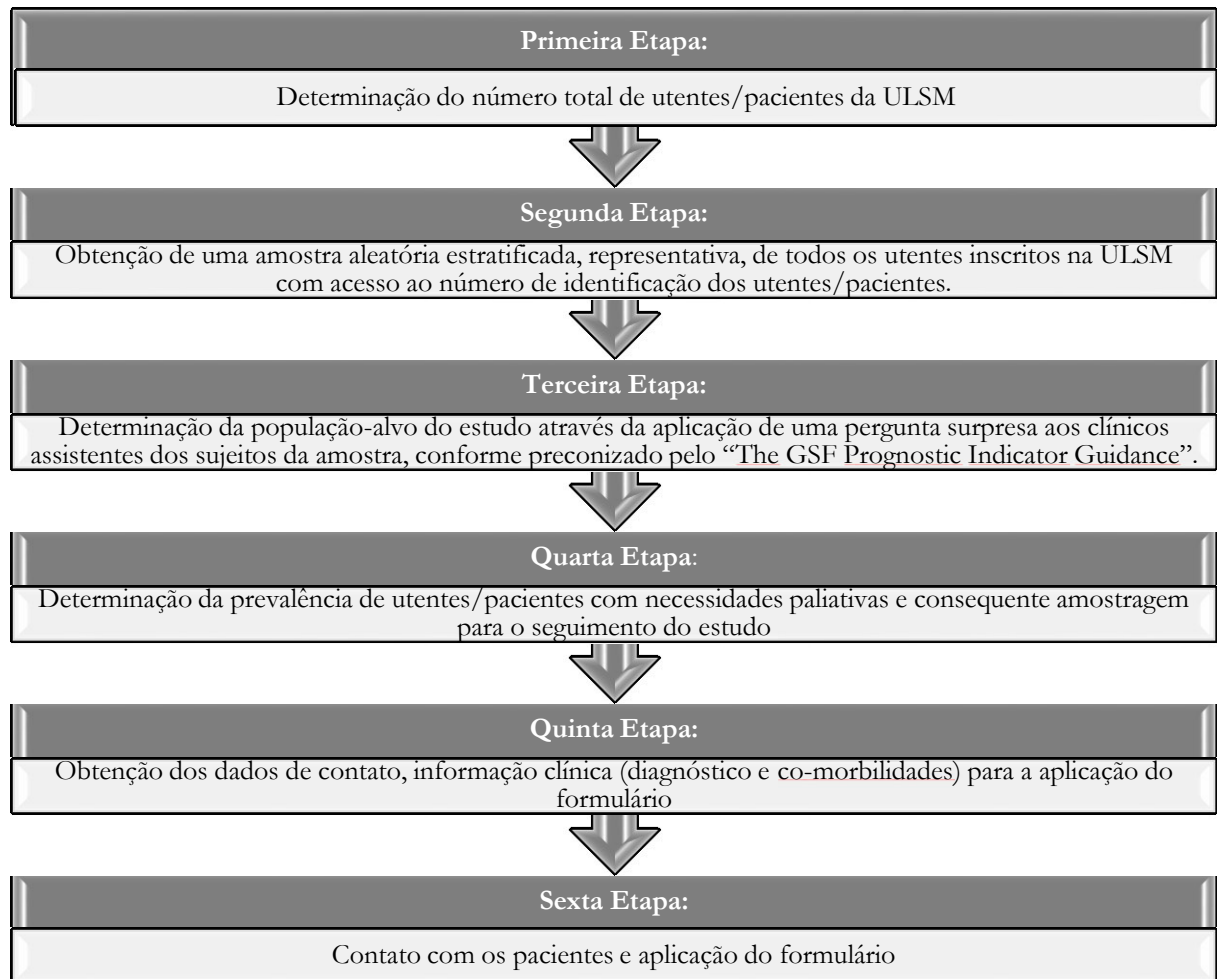 Primeira Etapa:
Determinação do número total de utentes/pacientes da ULSM
Segunda Etapa:
Obtenção de uma amostra aleatória estratificada, representativa, de todos os utentes inscritos na ULSM
com acesso ao número de identificação dos utentes/pacientes.
Terceira Etapa:
Determinação da população-alvo do estudo através da aplicação de uma pergunta surpresa aos clínicos
assistentes dos sujeitos da amostra, conforme preconizado pelo “The GSF Prognostic Indicator Guidance”.
Quarta Etapa:
Determinação da prevalência de utentes/pacientes com necessidades paliativas e consequente amostragem
para o seguimento do estudo
Quinta Etapa:
Obtenção dos dados de contato, informação clínica (diagnóstico e co-morbilidades) para a aplicação do
formulário
Sexta Etapa:
Contato com os pacientes e aplicação do formulário